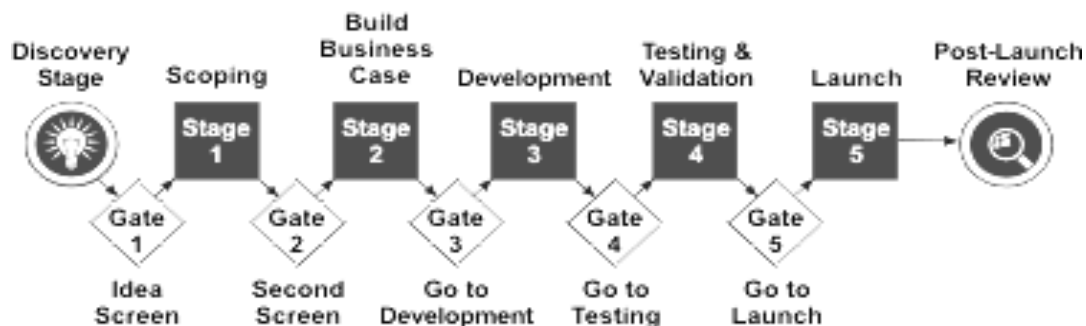 Discovery
Stage
Scoping
Build
Business
Case
Development
Testing &
Validation
Launch
Post-Launch
Review
Stage
1
Stage
2
Stage
3
Stage
4
Stage
5
Gate
1
Gate
2
Gate
3
Gate
4
Gate
5
Idea
Screen
Second
Screen
Go to
Development
Go to
Testing
Go to
Launch